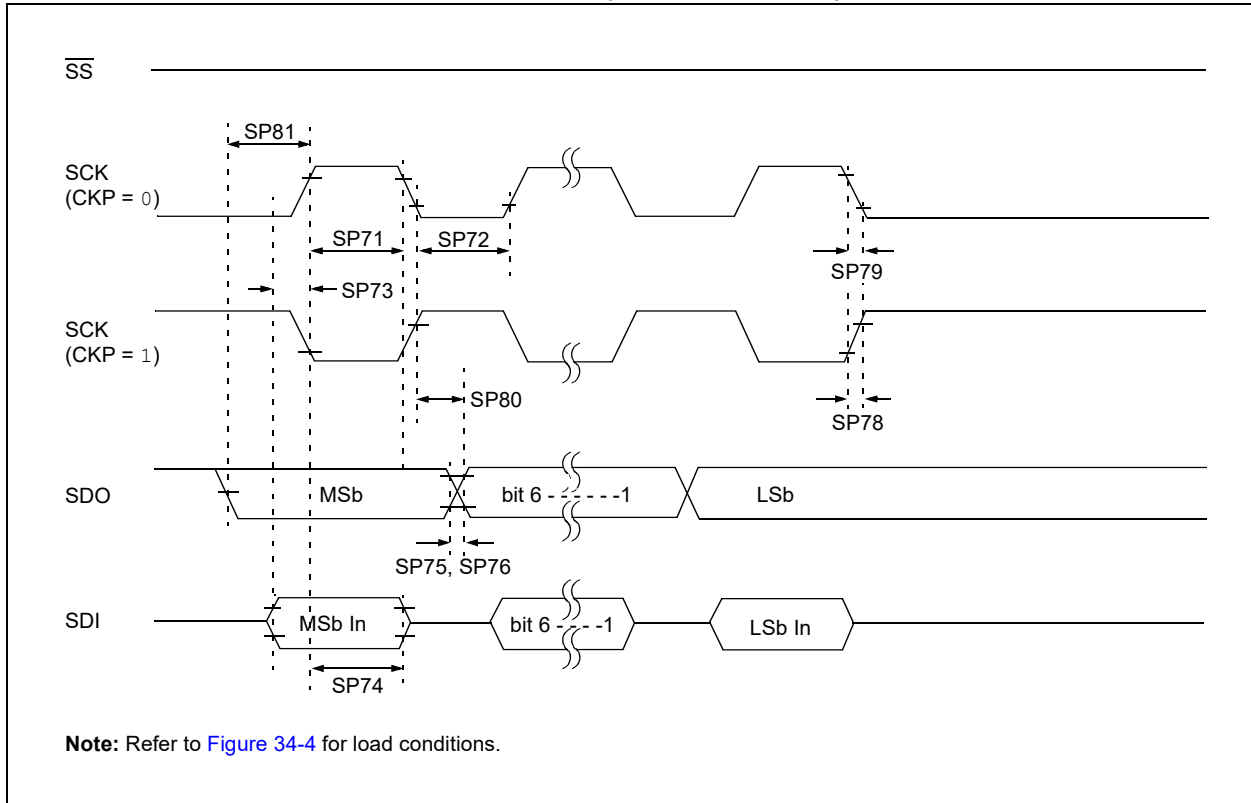 SS
SP81
SCK
(CKP = 0)
SP71
SP72
SP79
SP73
SCK
(CKP = 1)
SP80
SP78
SDO
MSb
bit 6 - - - - - -1
LSb
SP75, SP76
SDI
MSb In
bit 6 - - - - -1
LSb In
SP74
Note: Refer to Figure 34-4 for load conditions.